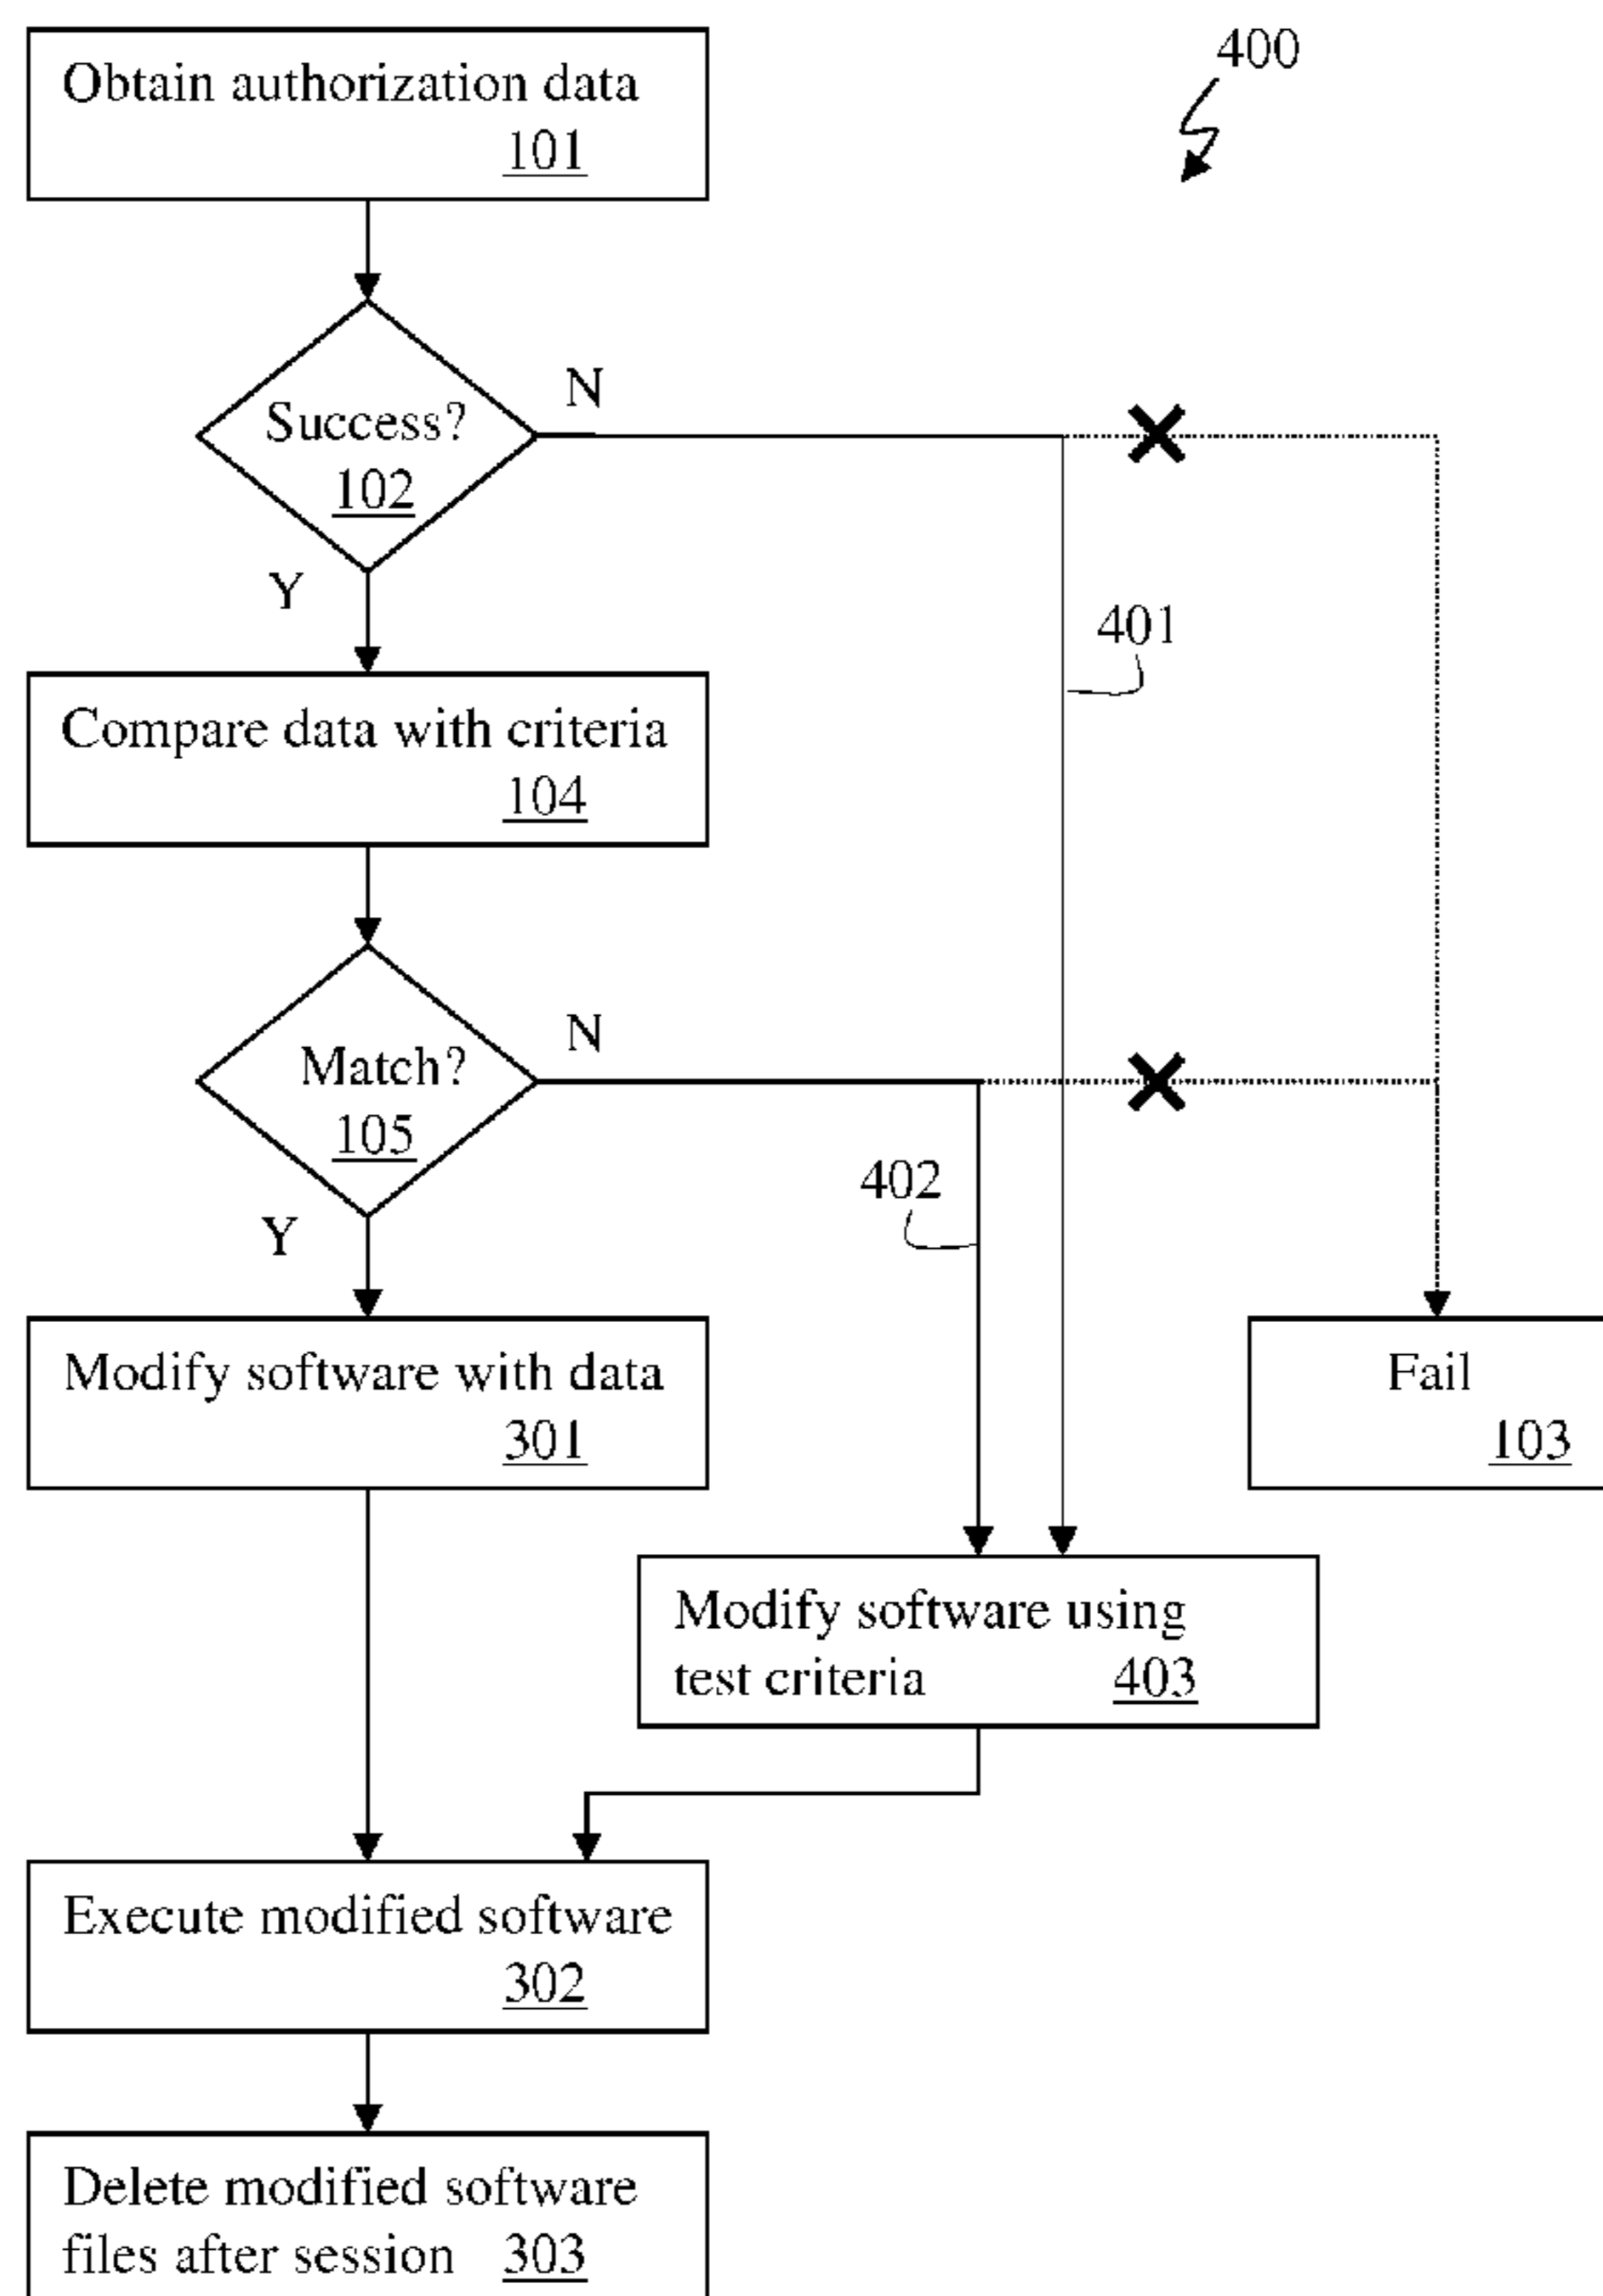 400
Obtain authorization data
101
N
Success?
102
Y
401
Compare data with criteria
104
N
Match?
105
402
Y
Modify software with data
301
Fail
103
Modify software using
test criteria 403
Execute modified software
302
Delete modified software
files after session 303